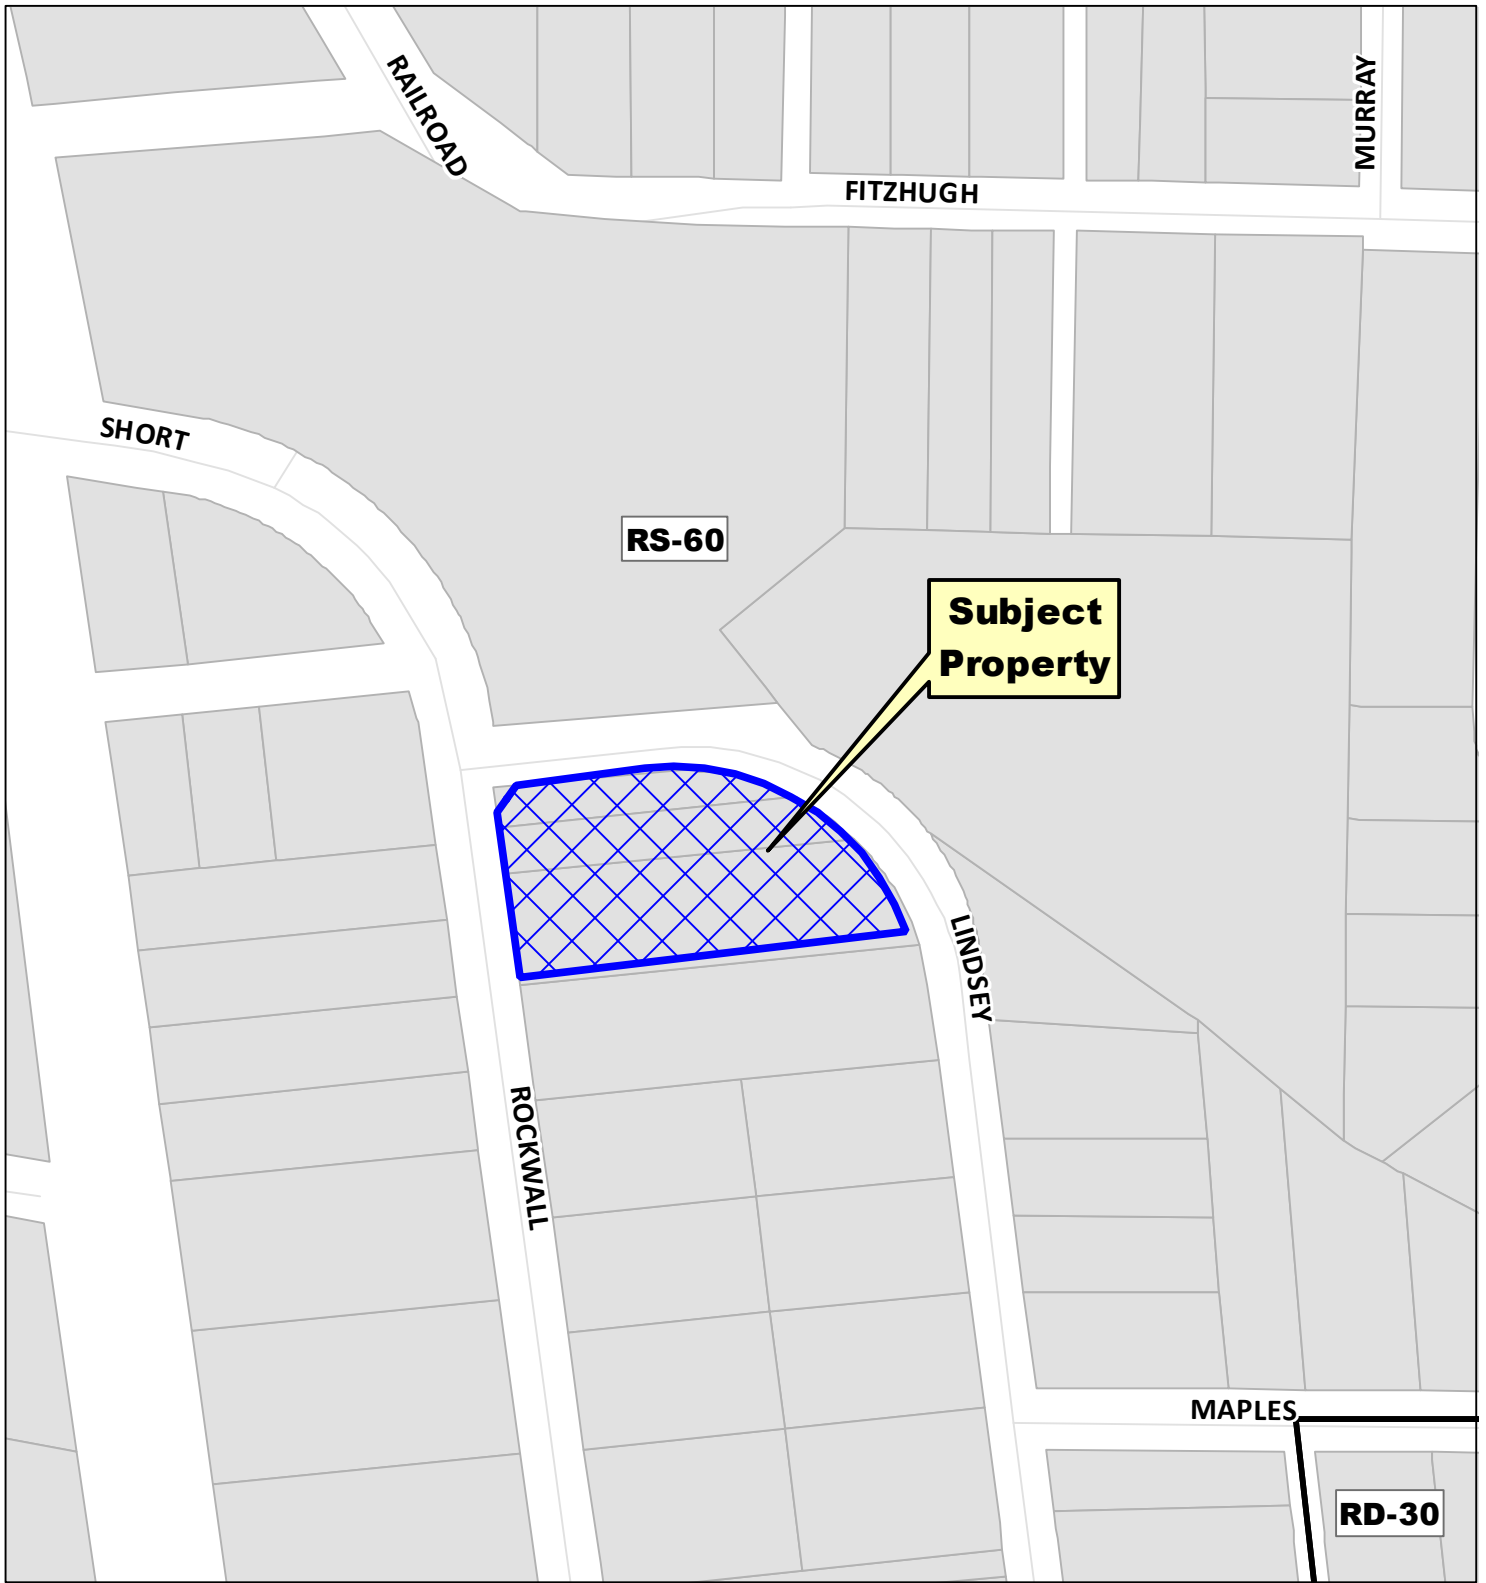 RAILROAD
MURRAY
FITZHUGH
SHORT
RS-60
Subject
Property
LINDSEY
ROCKWALL
MAPLES
RD-30